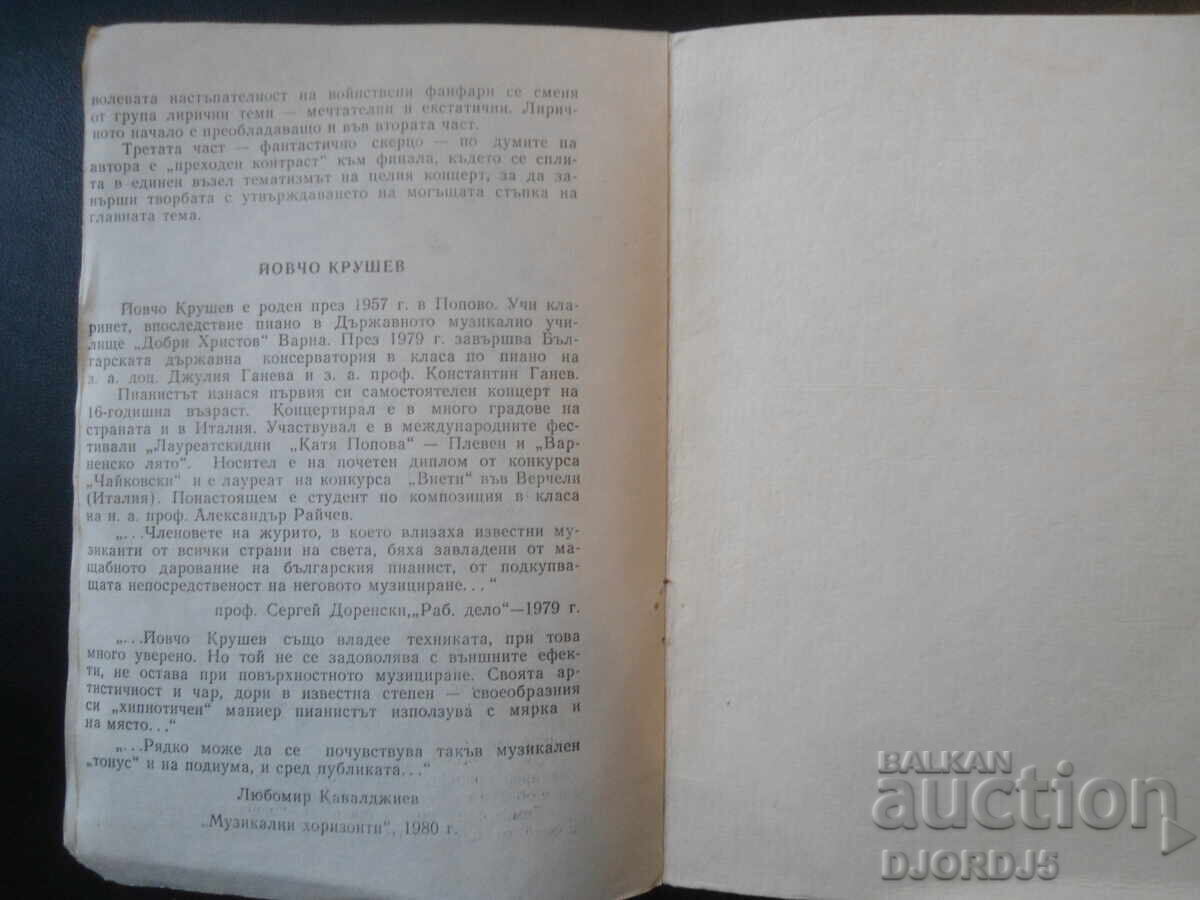 волевата настъпателност на войнствени фанфари се сменя
от група лирични теми — мечтателни и екстатични. Лирич-
ното начало е преобладаващо и във втората част.
Третата част — фантастично скерцо — по думите на
автора е „преходен контраст“ към финала, където се спли-
та в единен възел тематизмът на целия концерт, за да за-
върши творбата с утвърждаването на могъщата стъпка на
главната тема.
ЙОВЧО КРУШЕВ
Йовчо Крушев е роден през 1957 г. в Попово. Учи кла-
ринет, впоследствие пиано в Държавното музикално учи-
лище „Добри Христов“ Варна. През 1979 г. завършва Бъл-
гарската държавна консерватория в класа по пиано на
з. а. доц. Джулия Ганева и з. а. проф. Константин Ганев.
Пианистът изнася първия си самостоятелен концерт на
16-годишна възраст. Концертирал е в много градове на
страната и в Италия. Участвувал е в международните фес-
тивали „Лауреатскидни „Катя Попова“ — Плевен и „Вар-
ненско лято“. Носител е на почетен диплом от конкурса
„Чайковски“ и е лауреат на конкурса „Виети“ във Верчели
(Италия). Понастоящем е студент по композиция в класа
на н. а. проф. Александър Райчев.
„...Членовете на журито, в което влизаха известни му-
зиканти от всички страни на света, бяха завладени от ма-
щабното дарование на българския пианист, от подкупва-
щата непосредственост на неговото музициране...“
проф. Сергей Доренски,„Раб. дело“—1979 г.
„...Йовчо Крушев също владее техниката, при това
много уверено. Но той не се задоволява с външните ефек-
ти, не остава при повърхностното музициране. Своята ар-
тистичност и чар, дори в известна степен — своеобразния
си „хипнотичен“ маниер пианистът използува с мярка и
на място...“
„...Рядко може да се почувствува такъв музикален
„тонус“ и на подиума, и сред публиката...“
Любомир Кавалджиев
„Музикални хоризонти“, 1980 г.
BALKAN
auction
DJORDJ5